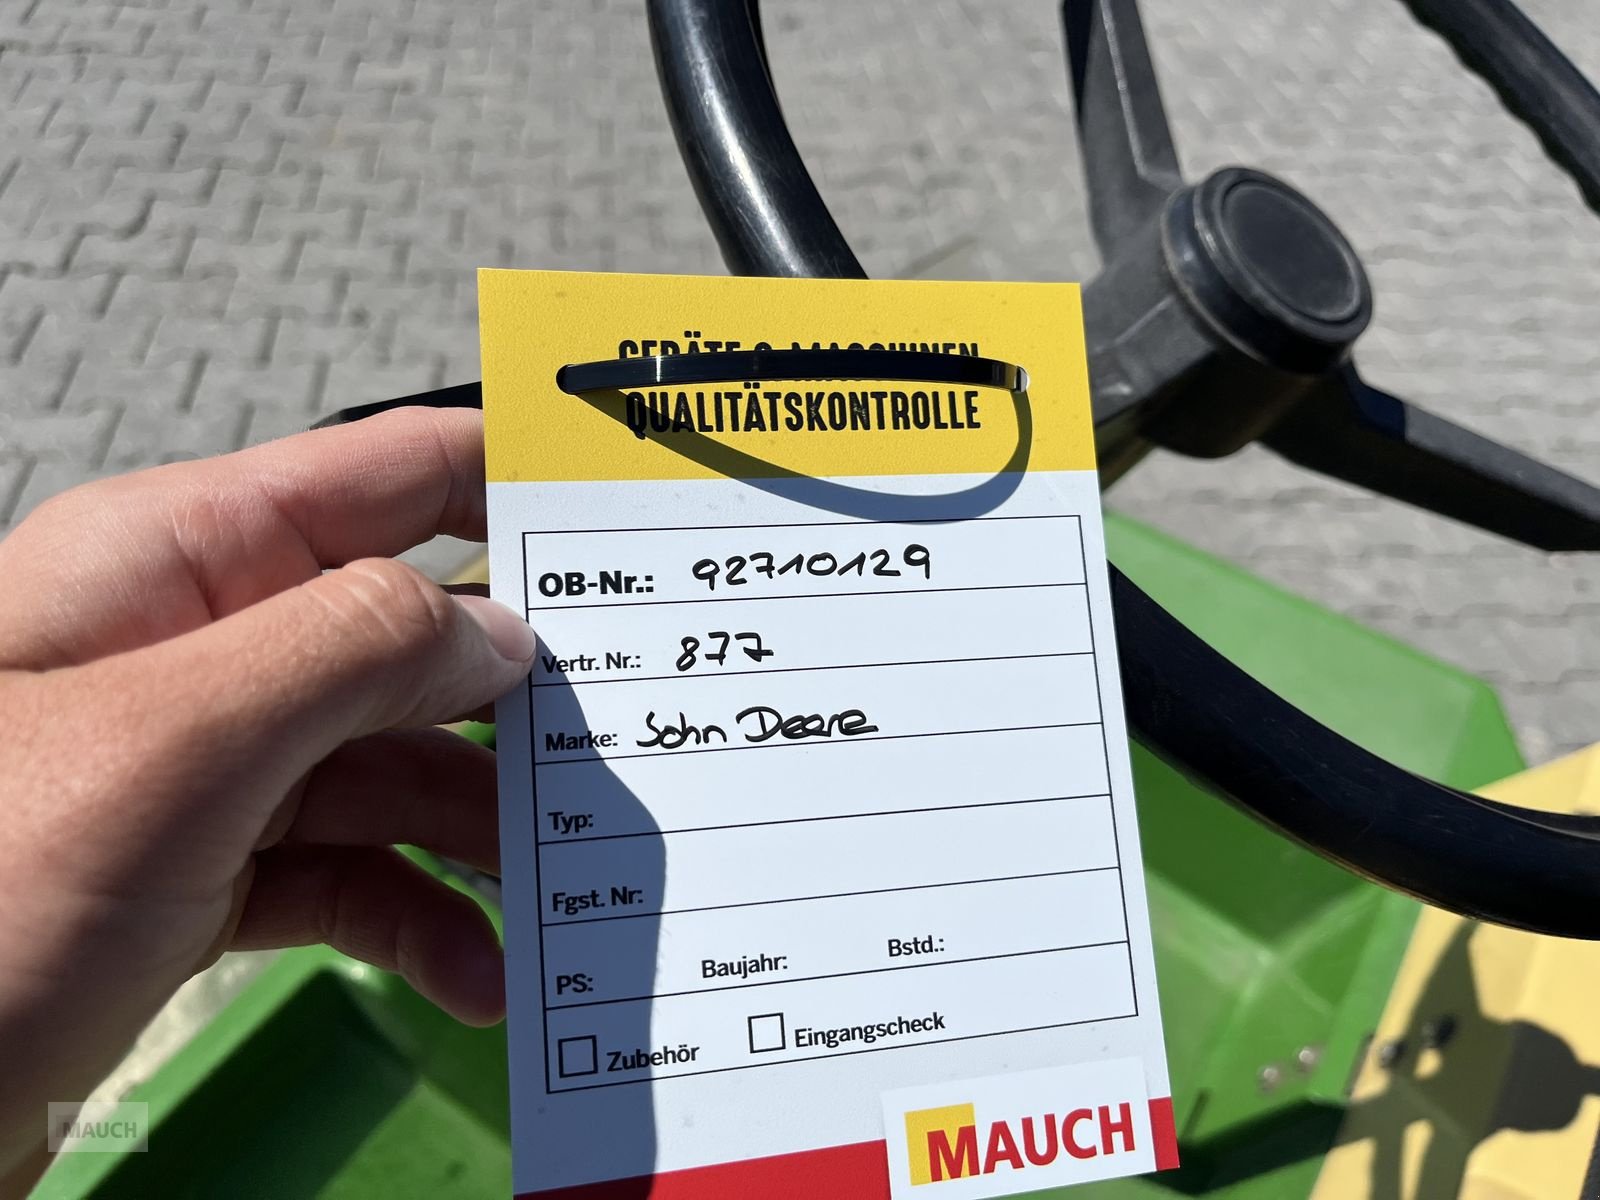 GERÄTE & MASCHINEN
QUALITÄTSKONTROLLE
OB-Nr.: 92710129
Vertr. Nr.: 877
Marke: John Deere
Typ:
Fgst. Nr:
PS: Baujahr: Bstd.:
Zubehör Eingangscheck
MAUCH
MAUCH